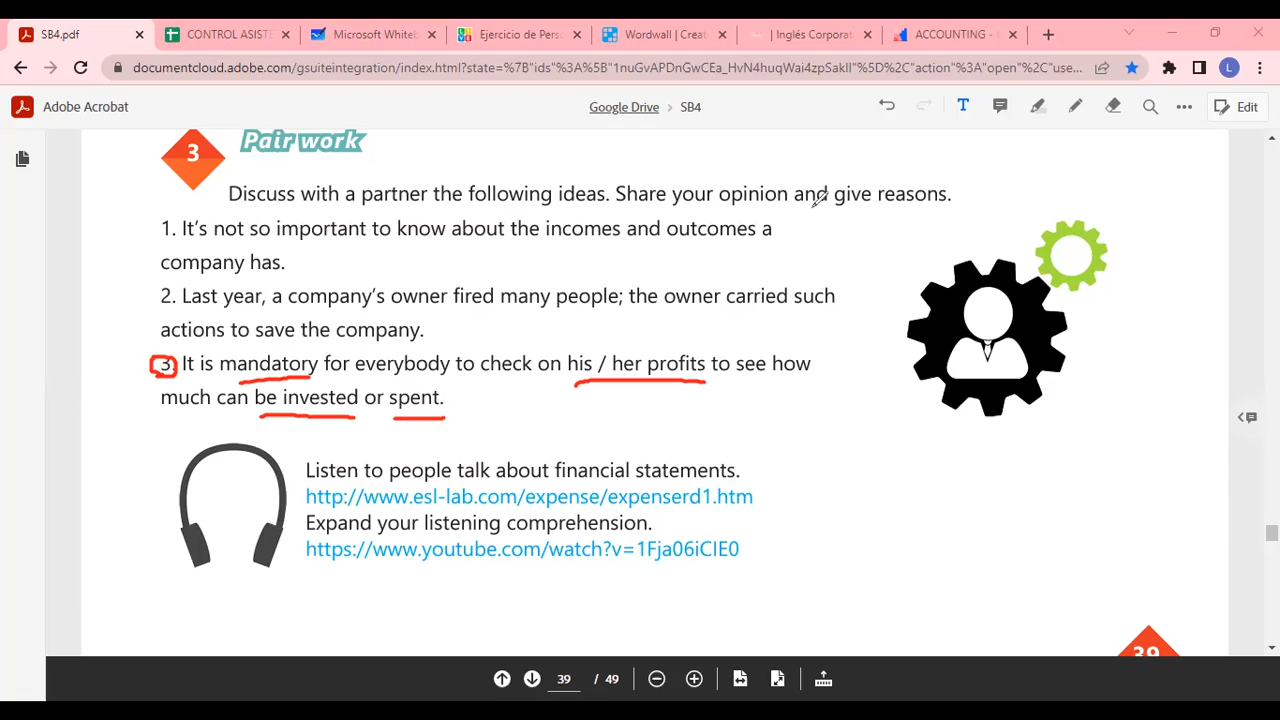 SB4.pdf
CONTROL ASISTE
Microsoft Whiteb
Ejercicio de Perso
Wordwall | Create
| Inglés Corporat
ACCOUNTING -
documentcloud.adobe.com/gsuiteintegration/index.html?state=%7B"ids"%3A%5B"1nuGvAPDnGwCEa_HvN4huqWai4zpSakIl"%5D%2C"action"%3A"open"%2C"use...
L
Adobe Acrobat
Google Drive
SB4
T
Edit
3
Pair work
Discuss with a partner the following ideas. Share your opinion and give reasons.
1. It's not so important to know about the incomes and outcomes a
company has.
2. Last year, a company's owner fired many people; the owner carried such
actions to save the company.
3. It is mandatory for everybody to check on his / her profits to see how
much can be invested or spent.
Listen to people talk about financial statements.
http://www.esl-lab.com/expense/expenserd1.htm
Expand your listening comprehension.
https://www.youtube.com/watch?v=1Fja06iCIE0
39
39 / 49